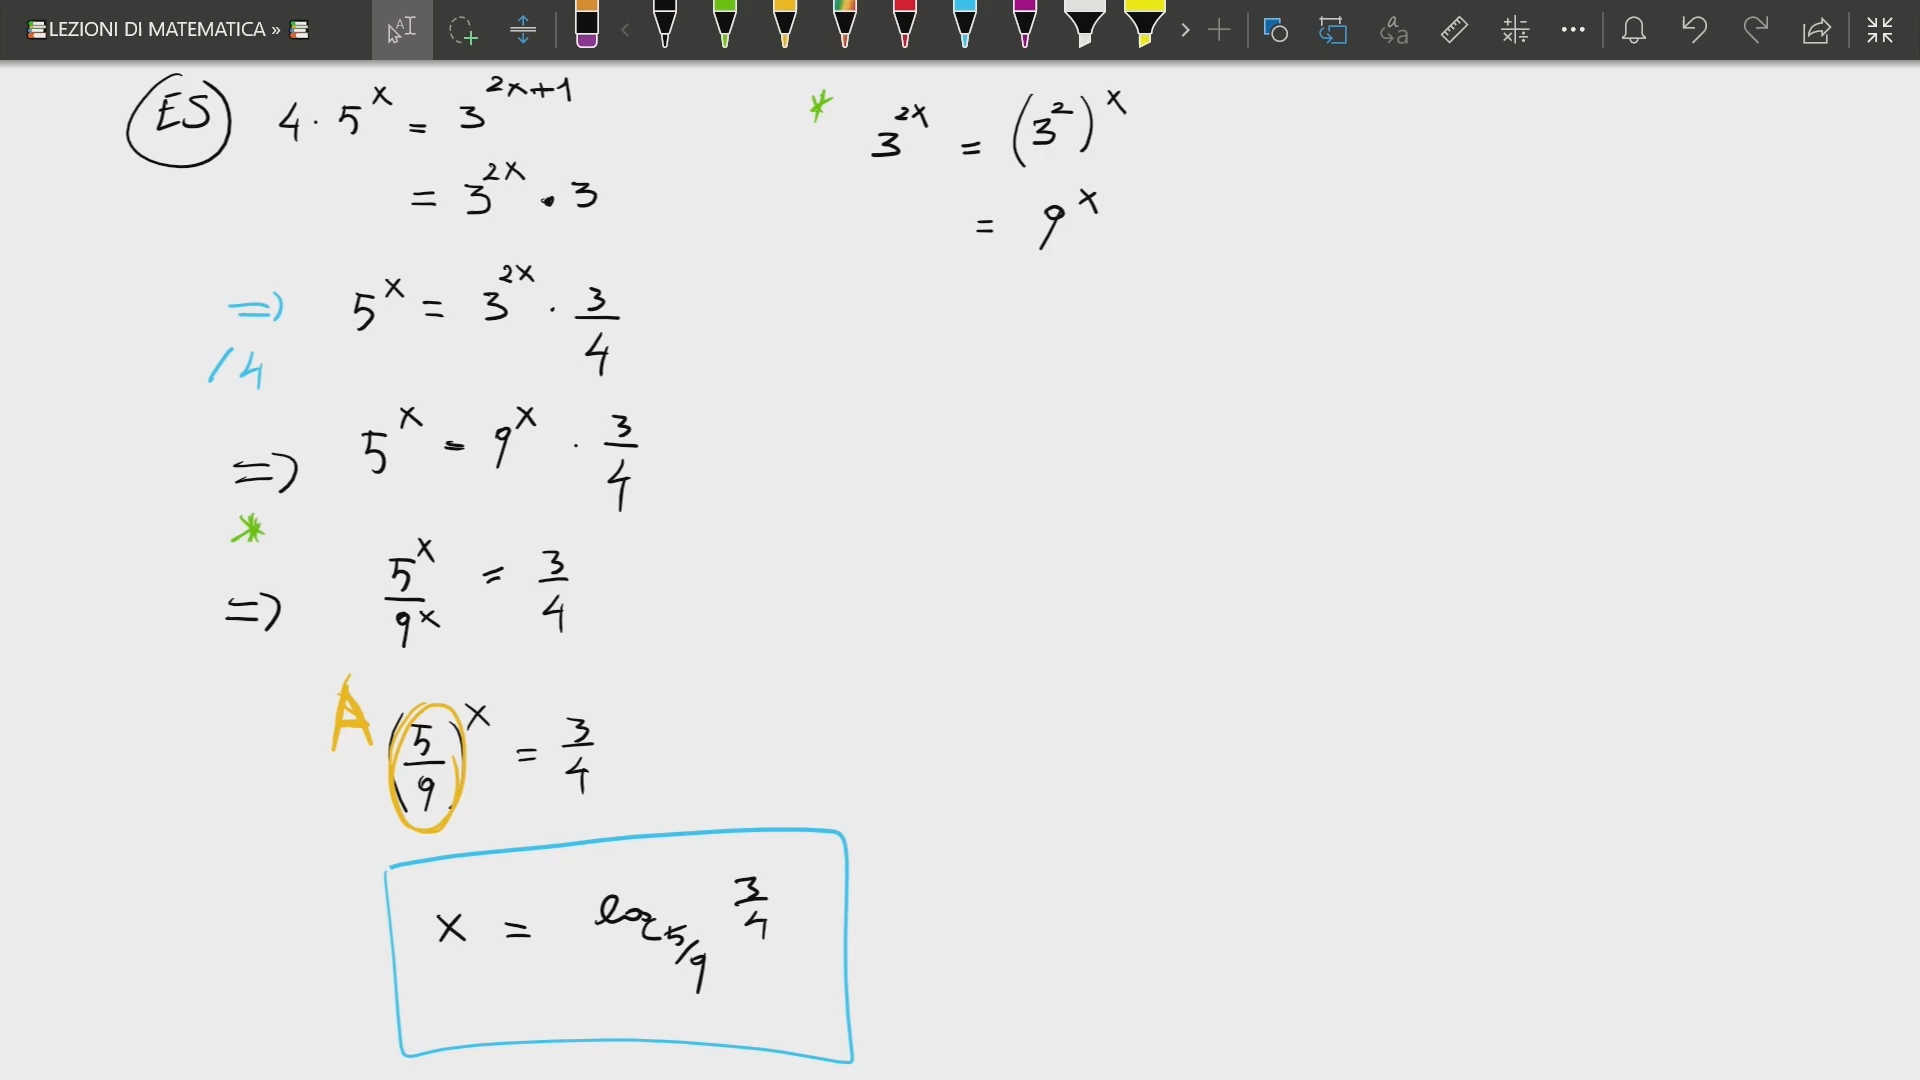 📚LEZIONI DI MATEMATICA » 📚
ES 4 · 5^x = 3^(2x+1)
= 3^(2x) · 3
=> 5^x = 3^(2x) · 3/4
/4
=> 5^x = 9^x · 3/4
*
=> 5^x/9^x = 3/4
A (5/9)^x = 3/4
x = log_(5/9) 3/4
* 3^(2x) = (3^2)^x
= 9^x